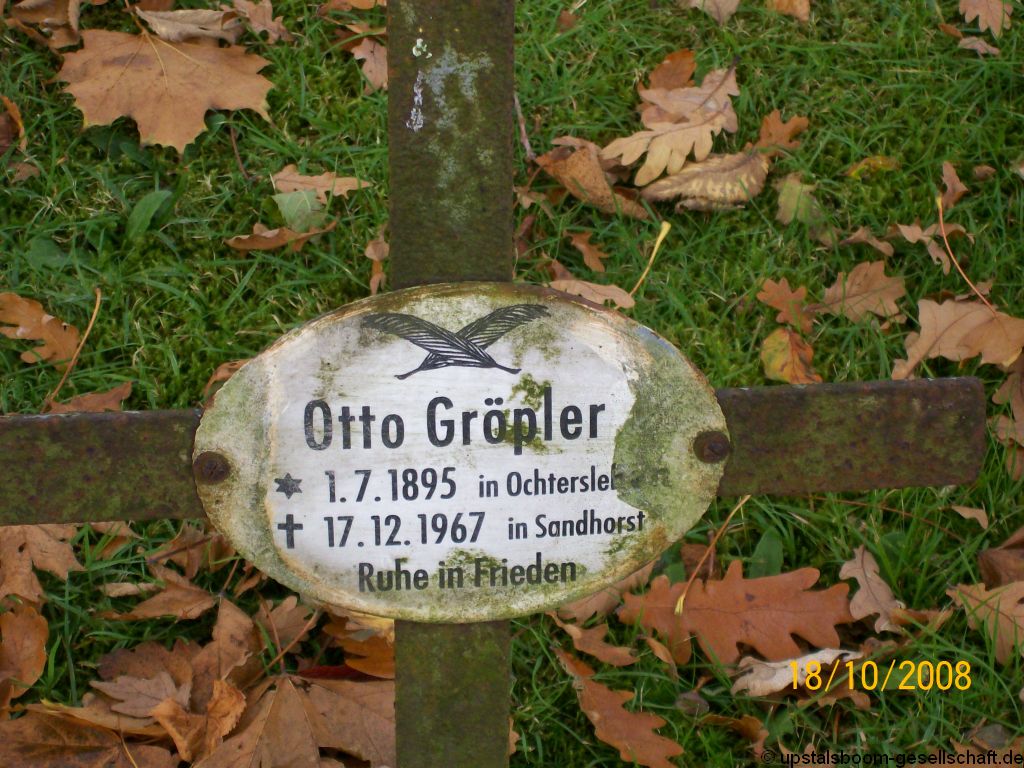 Otto Gröpler
✶ 1.7.1895 in Ochtersleben
✝ 17.12.1967 in Sandhorst
Ruhe in Frieden
18/10/2008
© upstalsboom-gesellschaft.de